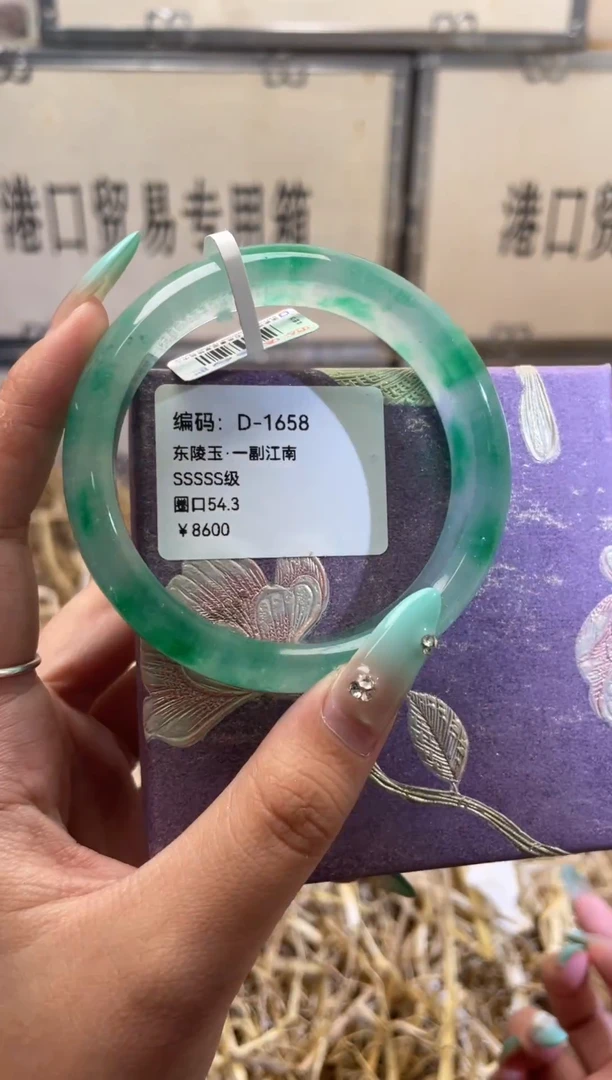 港口贸易专用箱
港口贸
编码：D-1658
东陵玉·一副江南
SSSSS级
圈口54.3
￥8600